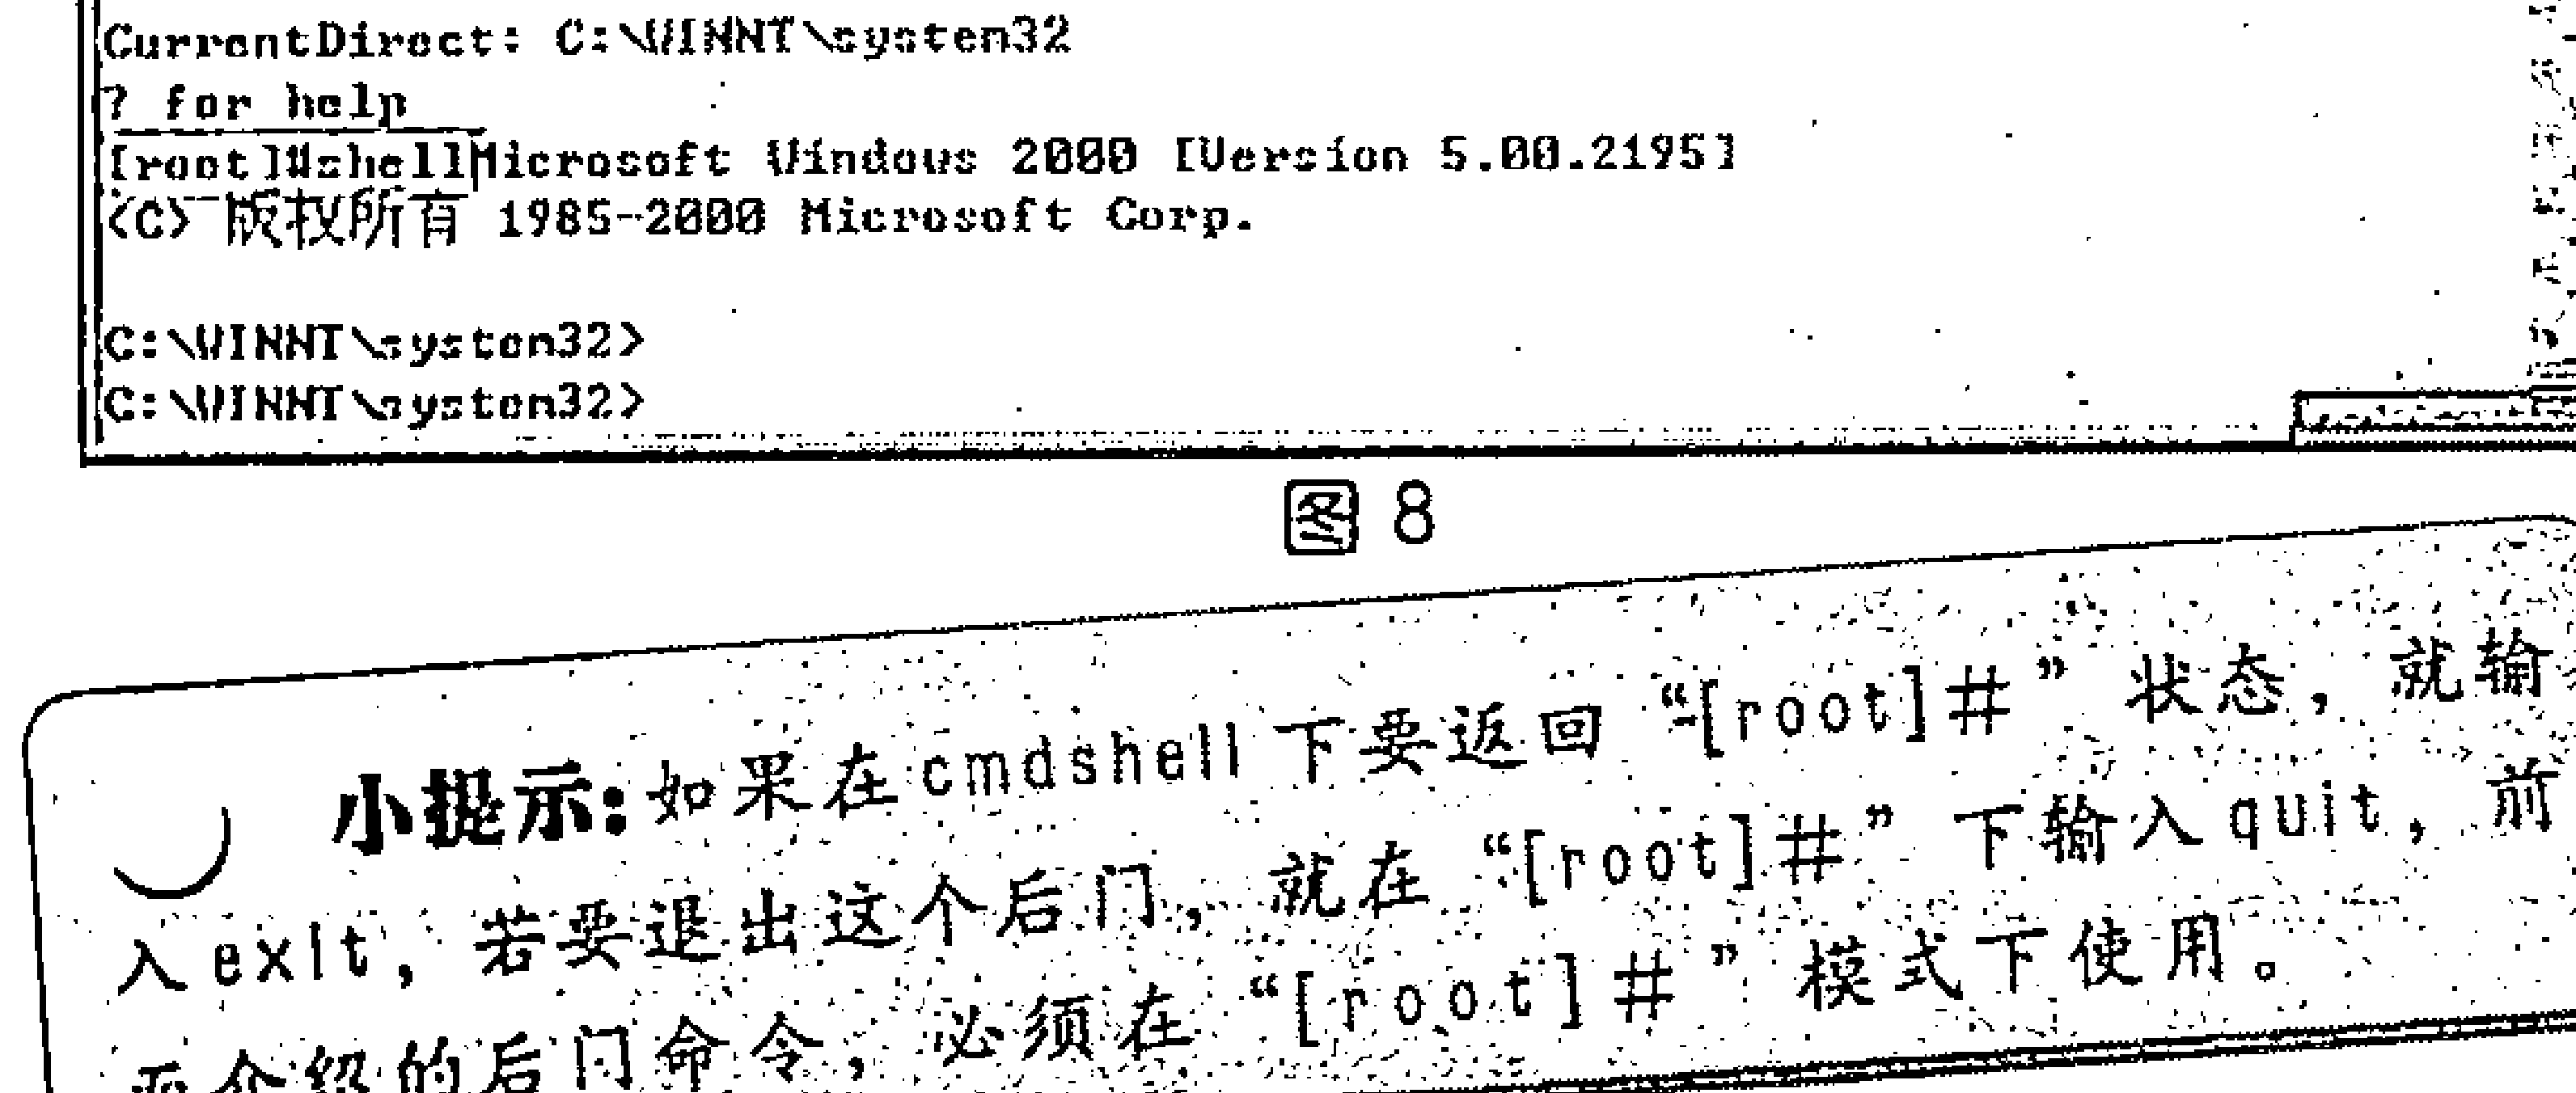 CurrentDirect: C:\WINNT\system32
? for help
[root]#shellMicrosoft Windows 2000 [Version 5.00.2195]
<C> 版权所有 1985-2000 Microsoft Corp.
C:\WINNT\system32>
C:\WINNT\system32>
图 8
小提示:如果在cmdshell下要返回“[root]#”状态，就输
入exit，若要退出这个后门，就在“[root]#”下输入quit，前
面介绍的后门命令，必须在“[root]#”模式下使用。